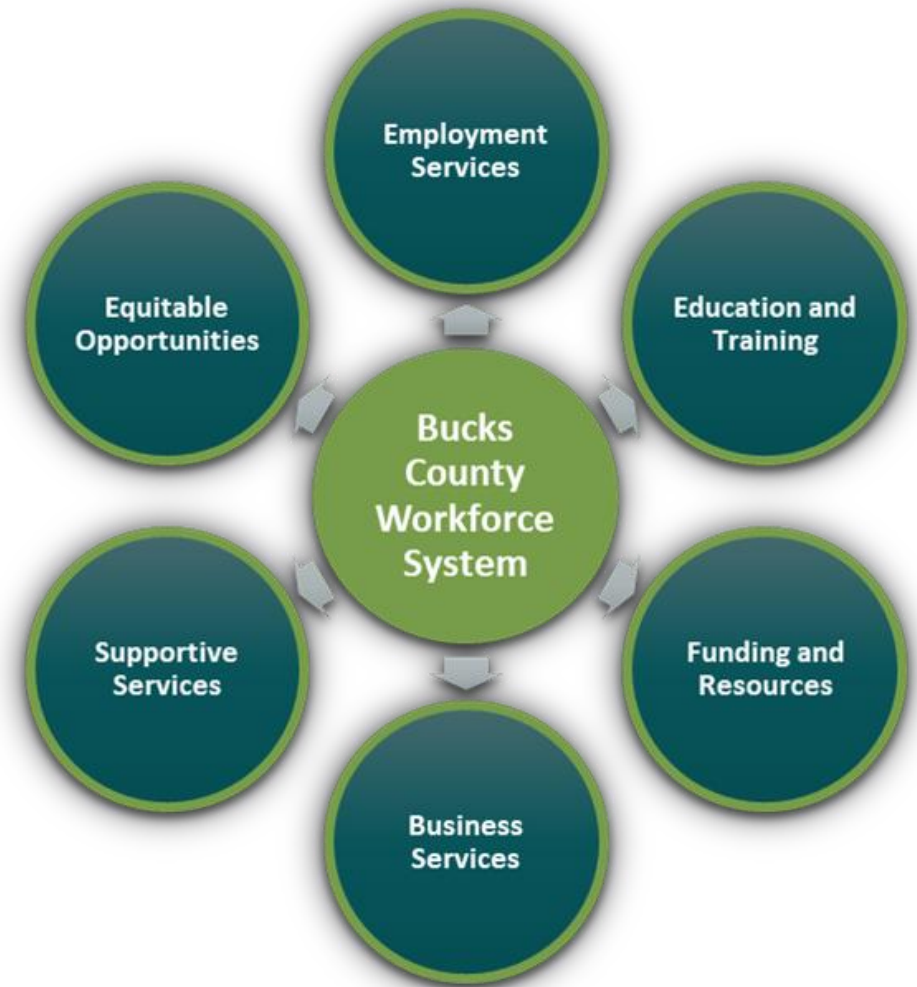 Employment
Services
Equitable
Opportunities
Education and
Training
Bucks
County
Workforce
System
Supportive
Services
Funding and
Resources
Business
Services